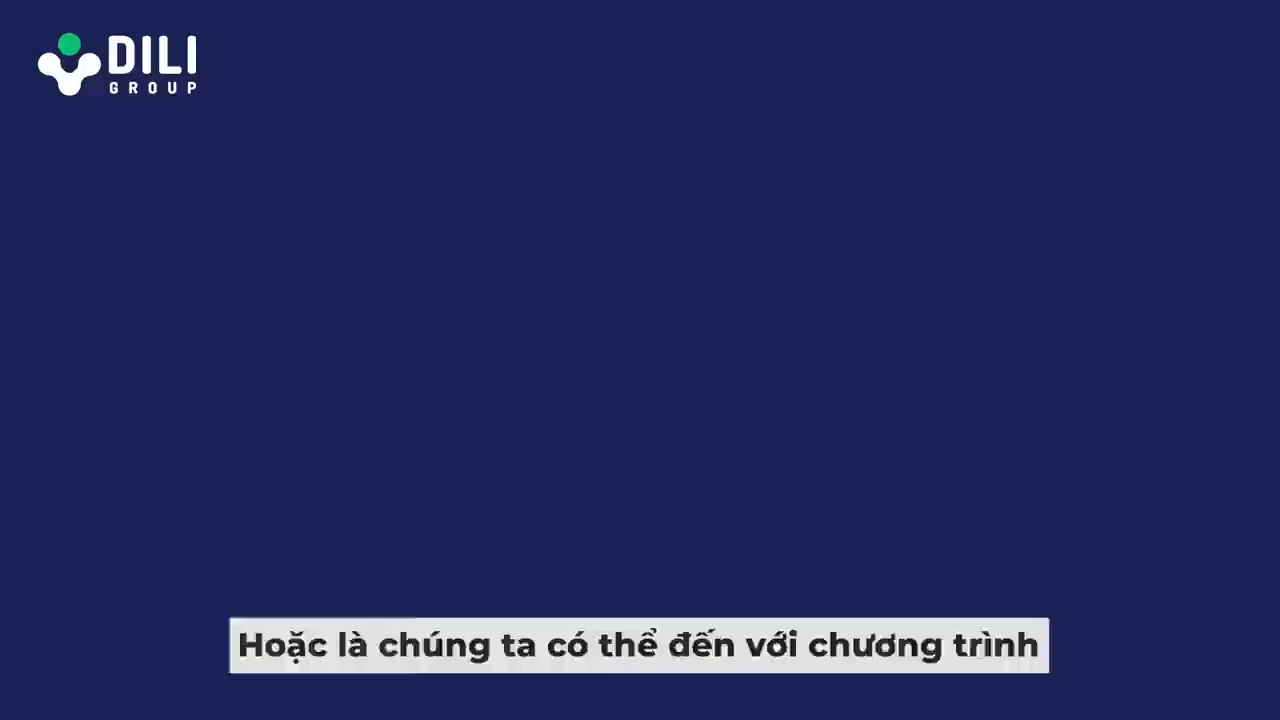 DILI
GROUP
Hoặc là chúng ta có thể đến với chương trình